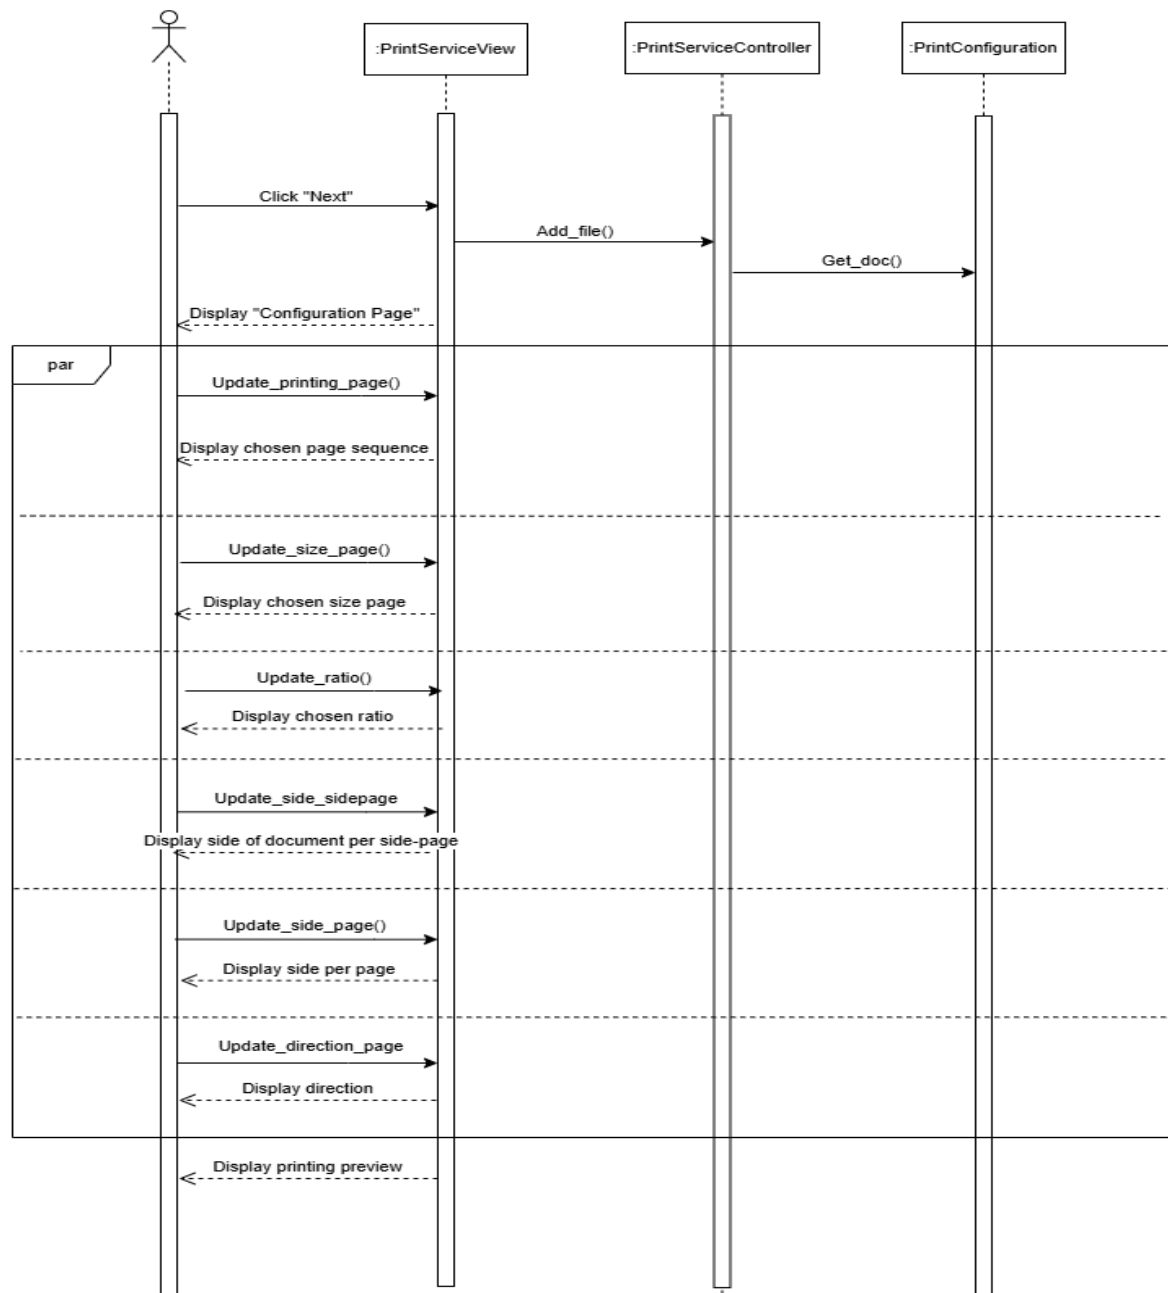 :PrintServiceView
:PrintServiceController
:PrintConfiguration
Click "Next"
Add_file()
Get_doc()
Display "Configuration Page"
par
Update_printing_page()
Display chosen page sequence
Update_size_page()
Display chosen size page
Update_ratio()
Display chosen ratio
Update_side_sidepage
Display side of document per side-page
Update_side_page()
Display side per page
Update_direction_page
Display direction
Display printing preview